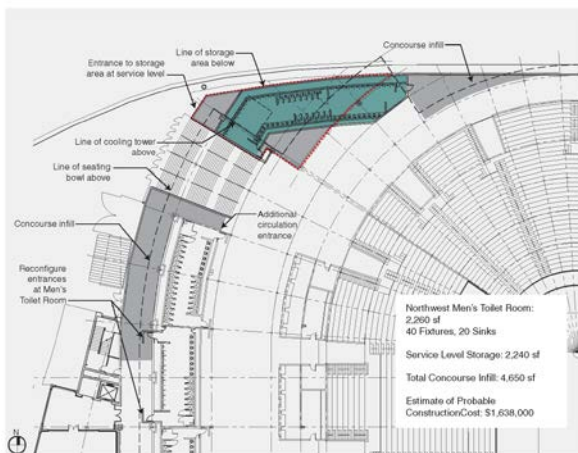 Line of storage
area below
Concourse infill
Entrance to storage
area at service level
Line of cooling tower
above
Line of seating
bowl above
Concourse infill
Additional
circulation
entrance
Reconfigure
entrances
at Men's
Toilet Room
Northwest Men's Toilet Room:
2,260 sf
40 Fixtures, 20 Sinks
Service Level Storage: 2,240 sf
Total Concourse Infill: 4,650 sf
Estimate of Probable
ConstructionCost: $1,638,000
N